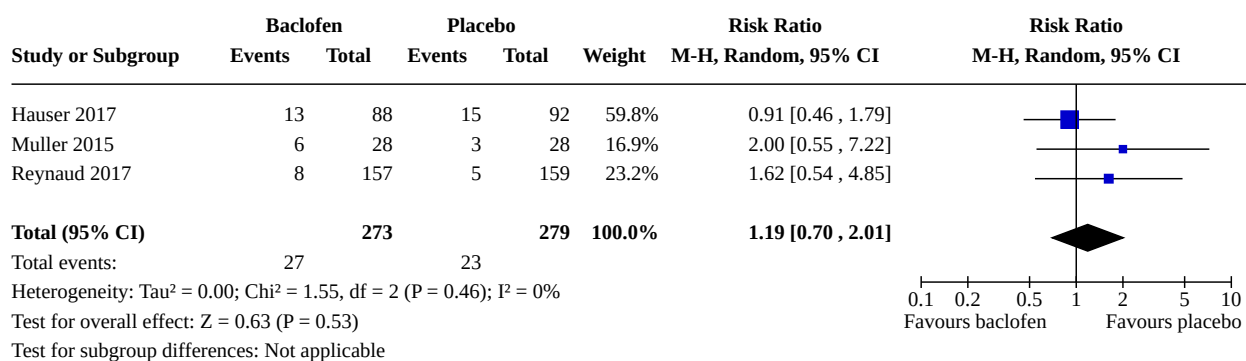 Baclofen Placebo Risk Ratio Risk Ratio
Study or Subgroup Events Total Events Total Weight M-H, Random, 95% CI M-H, Random, 95% CI
Hauser 2017 13 88 15 92 59.8% 0.91 [0.46 , 1.79]
Muller 2015 6 28 3 28 16.9% 2.00 [0.55 , 7.22]
Reynaud 2017 8 157 5 159 23.2% 1.62 [0.54 , 4.85]
Total (95% CI) 273 279 100.0% 1.19 [0.70 , 2.01]
Total events: 27 23
Heterogeneity: Tau² = 0.00; Chi² = 1.55, df = 2 (P = 0.46); I² = 0%
0.1 0.2 0.5 1 2 5 10
Test for overall effect: Z = 0.63 (P = 0.53) Favours baclofen Favours placebo
Test for subgroup differences: Not applicable